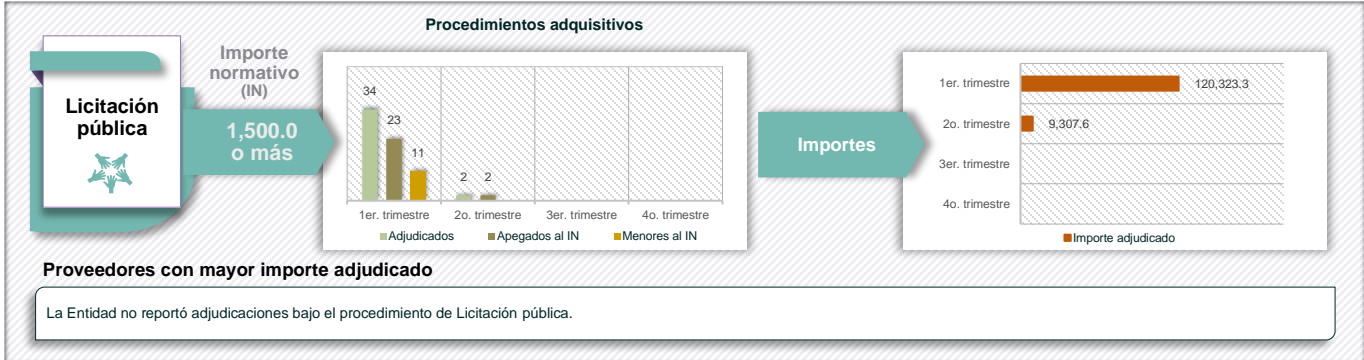 Procedimientos adquisitivos
Licitación
pública
Importe
normativo
(IN)
1,500.0
o más
34
23
11
2
2
1er. trimestre
2o. trimestre
3er. trimestre
4o. trimestre
Adjudicados
Apegados al IN
Menores al IN
Importes
1er. trimestre
120,323.3
2o. trimestre
9,307.6
3er. trimestre
4o. trimestre
Importe adjudicado
Proveedores con mayor importe adjudicado
La Entidad no reportó adjudicaciones bajo el procedimiento de Licitación pública.